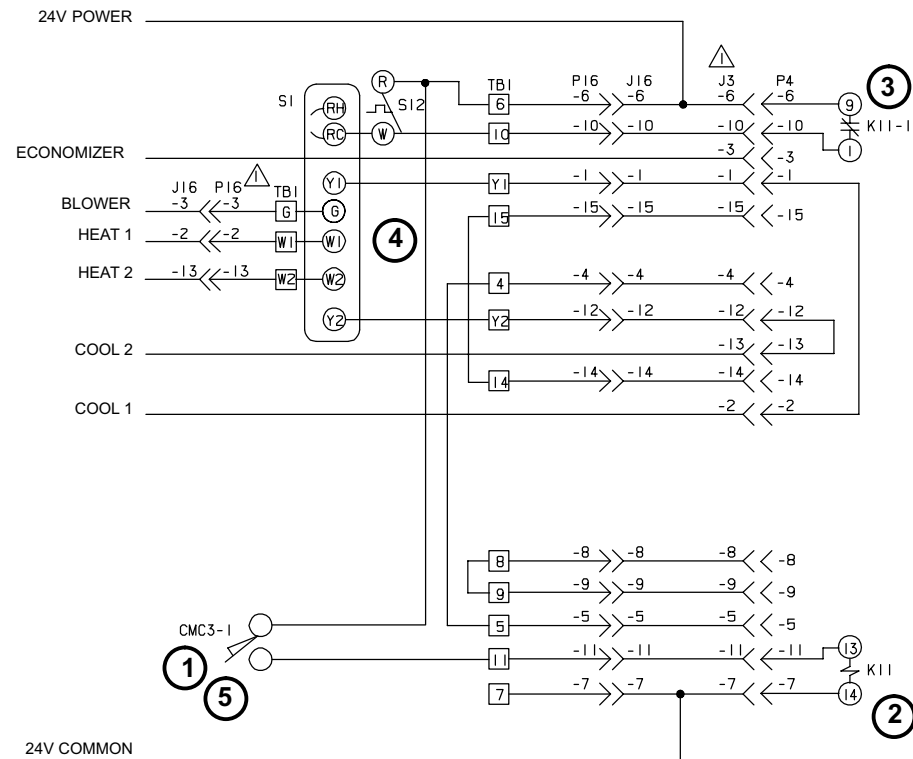 24V POWER
S1 RH RC R S12 W
TB1 P16 J16 J3 P4
6 -6 -6 -6 -6 9 3
10 -10 -10 -10 -10 1 K11-1
ECONOMIZER -3 -3
Y1 Y1 -1 -1 -1 -1
J16 P16 TB1
BLOWER -3 -3 G G
15 -15 -15 -15 -15
HEAT 1 -2 -2 W1 W1 4
HEAT 2 -13 -13 W2 W2
4 -4 -4 -4 -4
Y2 Y2 -12 -12 -12 -12
COOL 2 -13 -13
14 -14 -14 -14 -14
COOL 1 -2 -2
8 -8 -8 -8 -8
9 -9 -9 -9 -9
CMC3-1 5 -5 -5 -5 -5
1 11 -11 -11 -11 -11 13 K11
5 7 -7 -7 -7 -7 14 2
24V COMMON